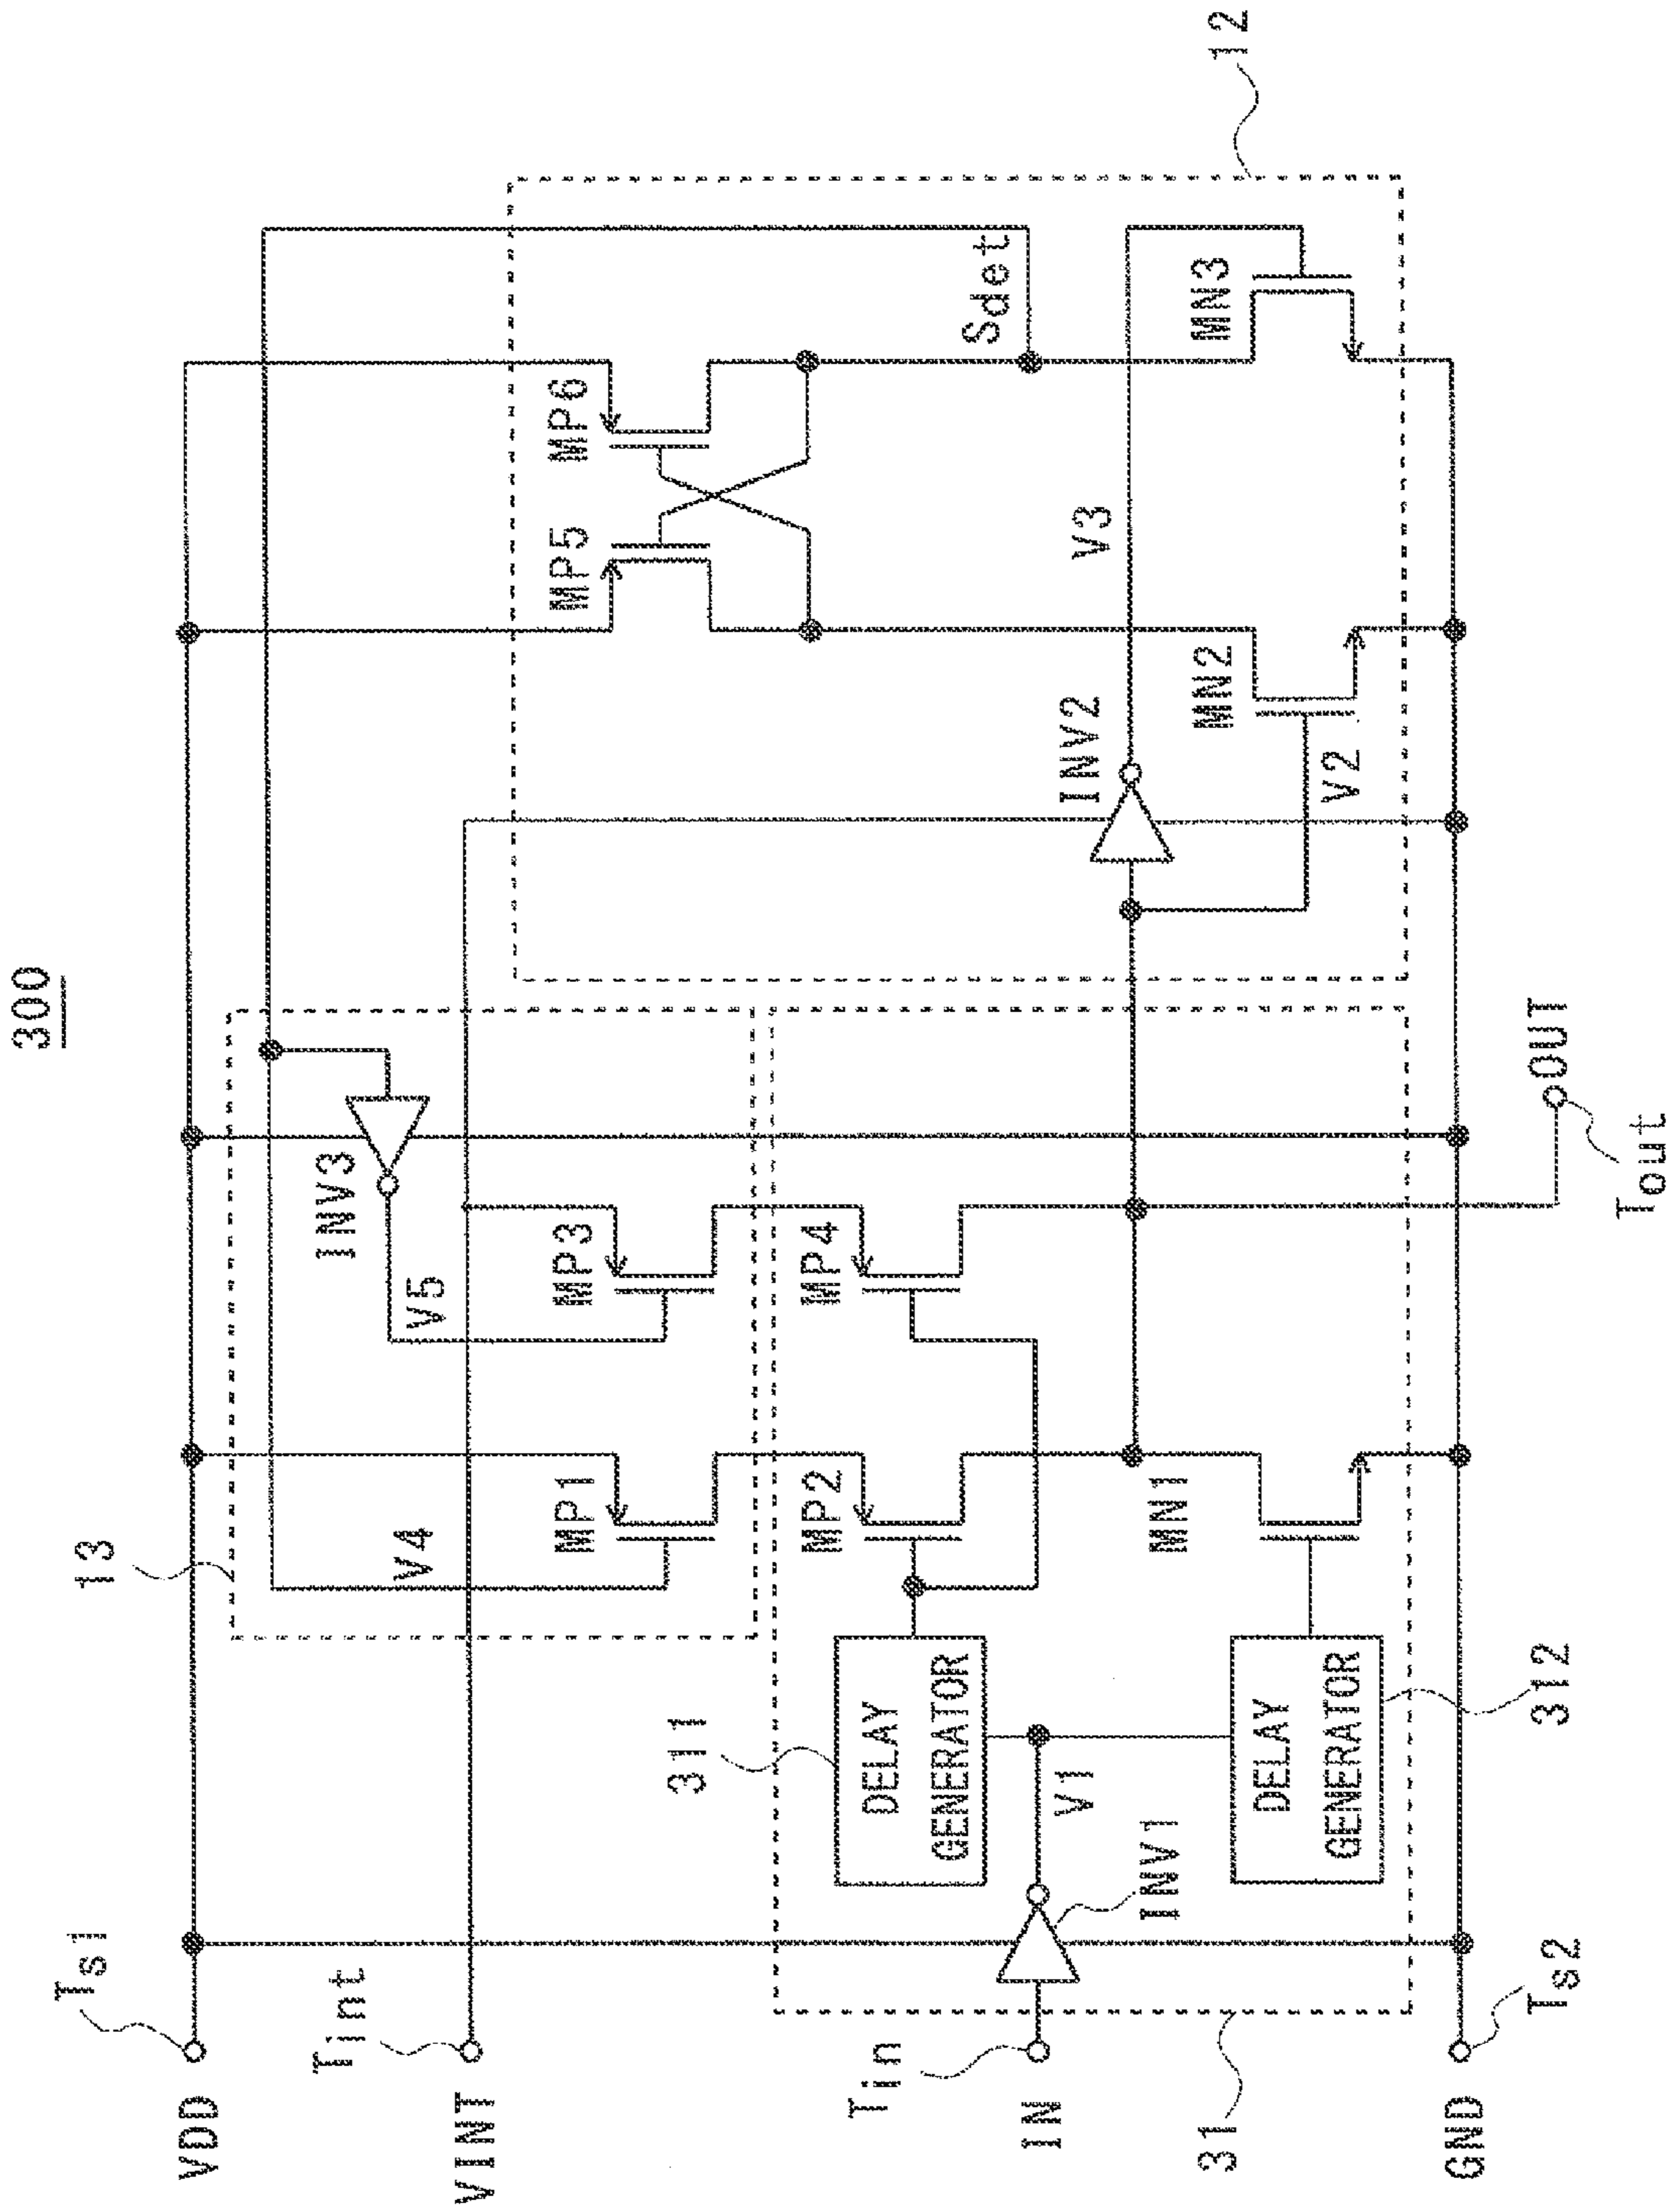 300
13
12
Ts1
VDD
Tint
VINT
V4
V5
INV3
MP1
MP3
MP5
MP6
Sdet
31
Tin
IN
INV1
V1
311
DELAY
GENERATOR
312
DELAY
GENERATOR
MP2
MP4
MN1
INV2
V3
V2
MN2
MN3
GND
Ts2
OUT
Tout